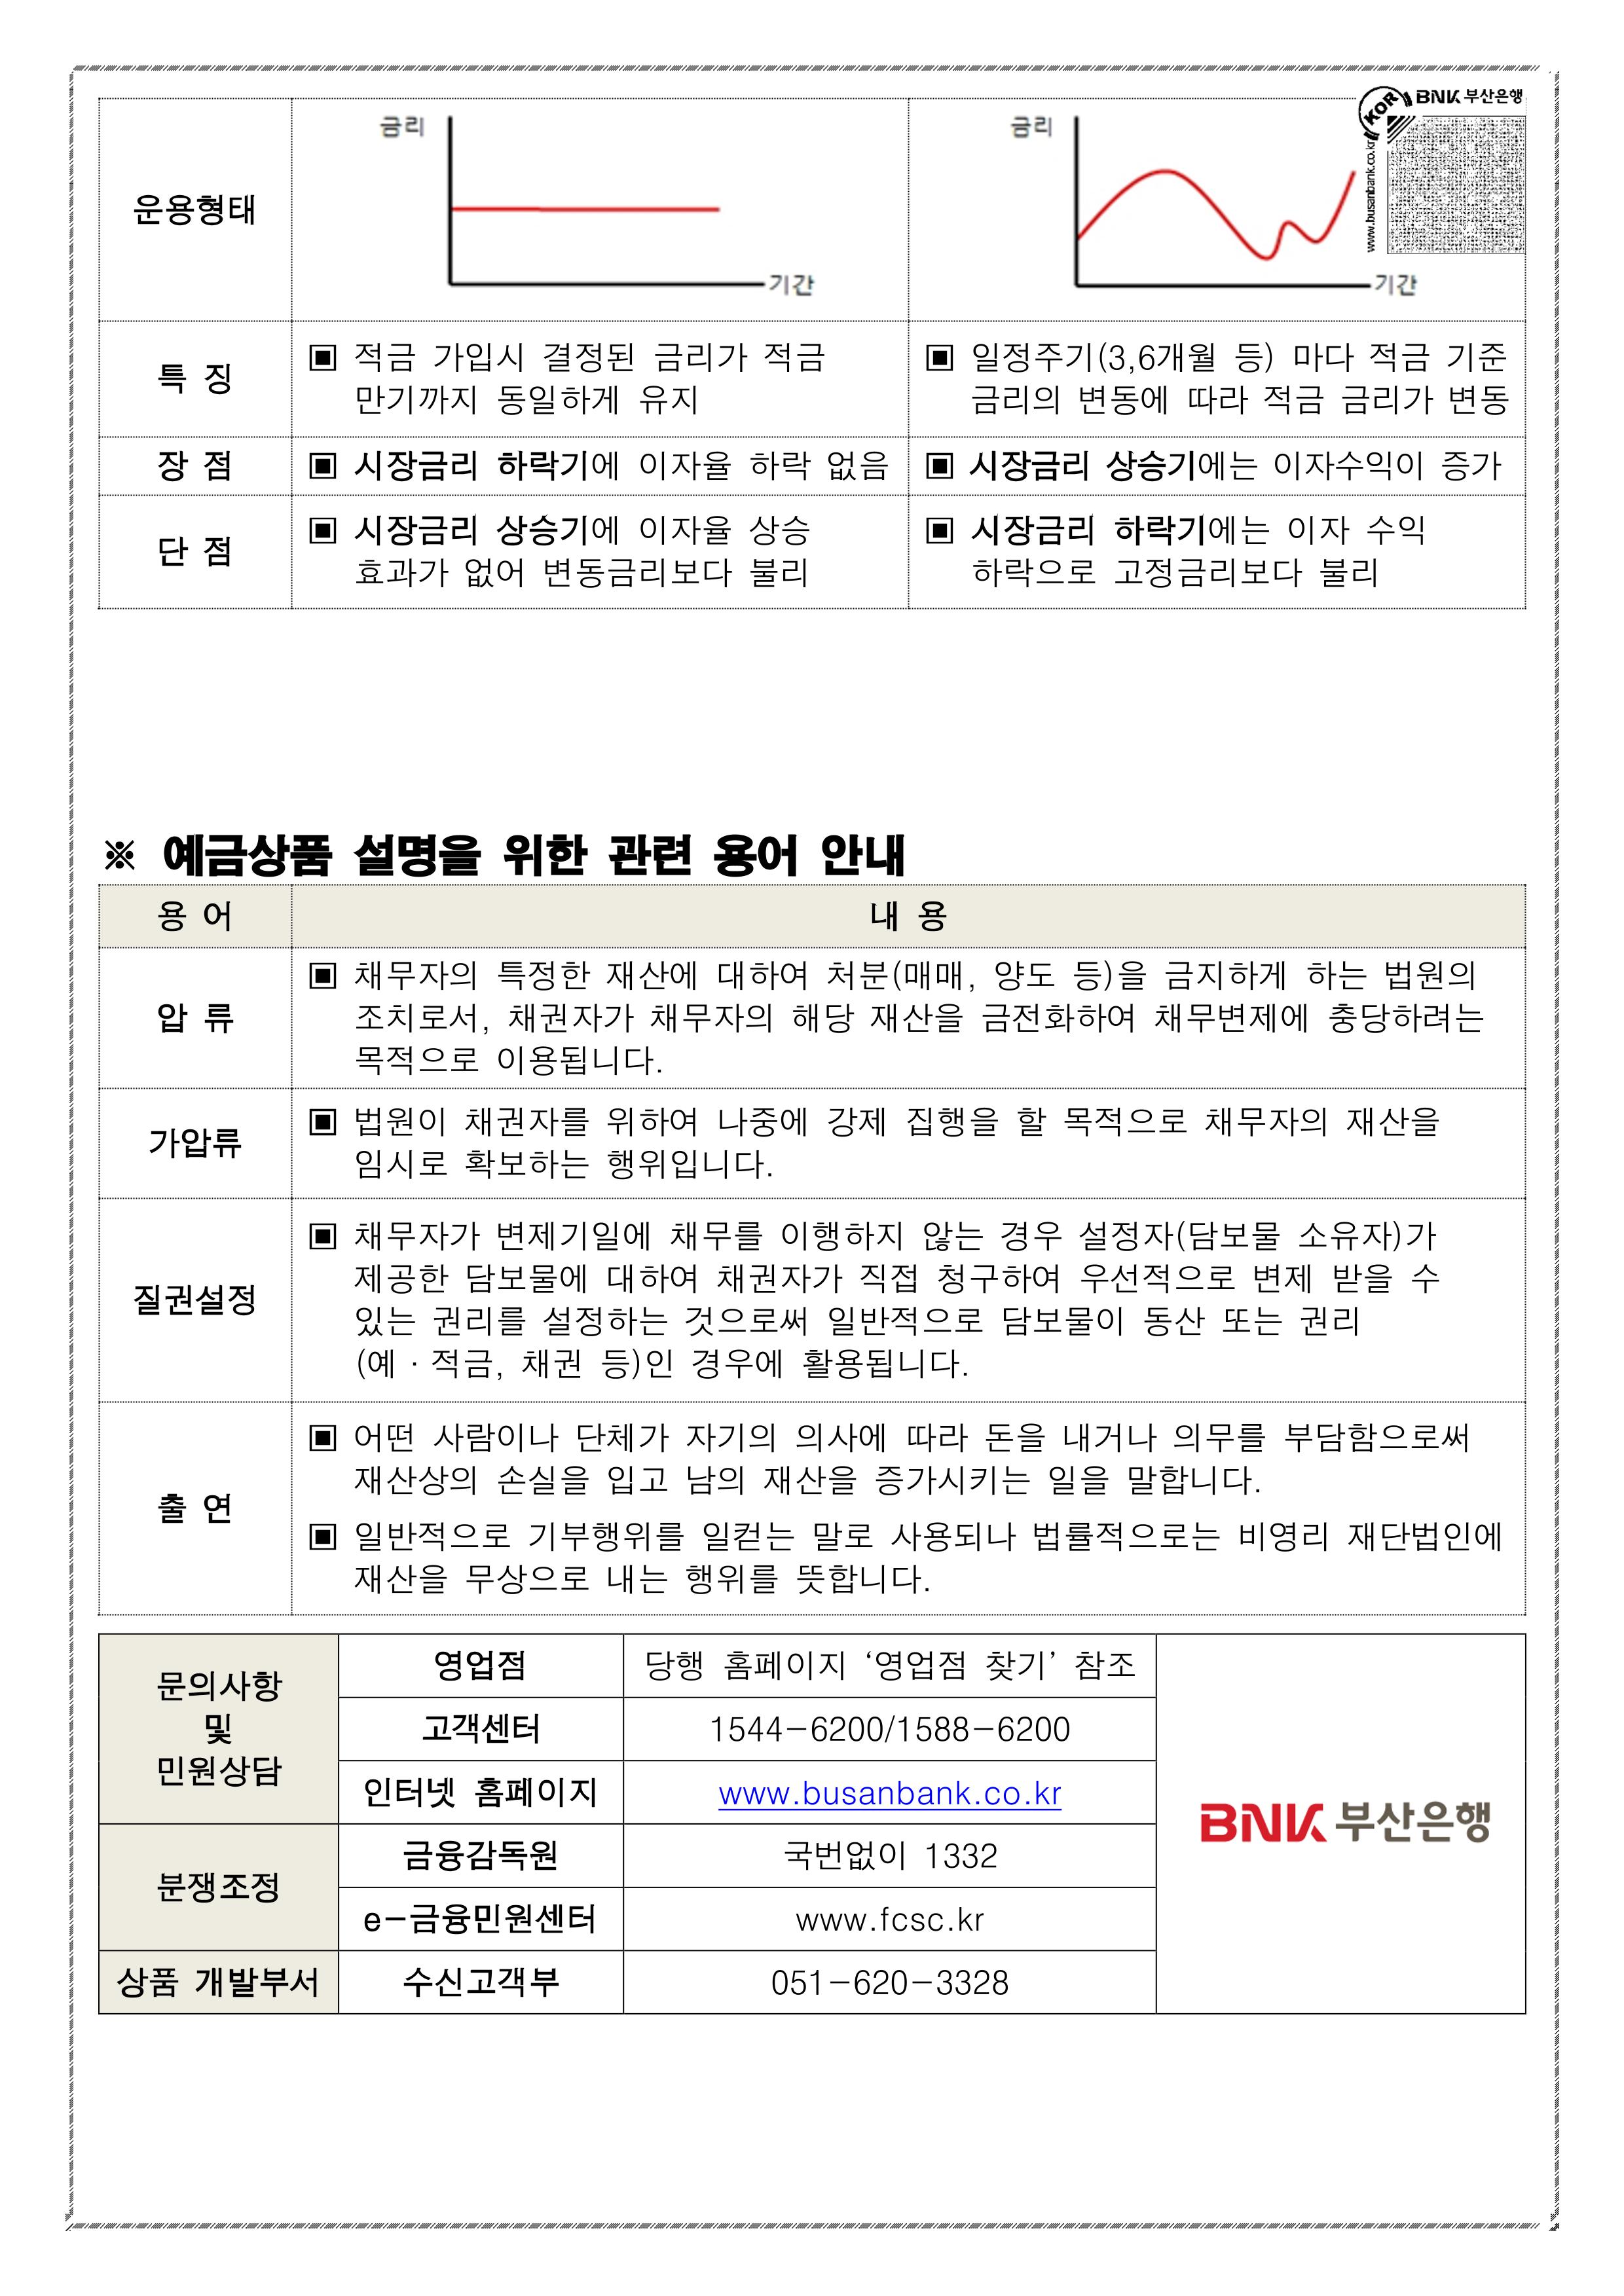 BNK 부산은행
KOR
www.busanbank.co.kr
운용형태
금리
기간
금리
기간
특 징
▣ 적금 가입시 결정된 금리가 적금
만기까지 동일하게 유지
▣ 일정주기(3,6개월 등) 마다 적금 기준
금리의 변동에 따라 적금 금리가 변동
장 점
▣ 시장금리 하락기에 이자율 하락 없음
▣ 시장금리 상승기에는 이자수익이 증가
단 점
▣ 시장금리 상승기에 이자율 상승
효과가 없어 변동금리보다 불리
▣ 시장금리 하락기에는 이자 수익
하락으로 고정금리보다 불리
※ 예금상품 설명을 위한 관련 용어 안내
용 어
내 용
압 류
▣ 채무자의 특정한 재산에 대하여 처분(매매, 양도 등)을 금지하게 하는 법원의
조치로서, 채권자가 채무자의 해당 재산을 금전화하여 채무변제에 충당하려는
목적으로 이용됩니다.
가압류
▣ 법원이 채권자를 위하여 나중에 강제 집행을 할 목적으로 채무자의 재산을
임시로 확보하는 행위입니다.
질권설정
▣ 채무자가 변제기일에 채무를 이행하지 않는 경우 설정자(담보물 소유자)가
제공한 담보물에 대하여 채권자가 직접 청구하여 우선적으로 변제 받을 수
있는 권리를 설정하는 것으로써 일반적으로 담보물이 동산 또는 권리
(예ㆍ적금, 채권 등)인 경우에 활용됩니다.
출 연
▣ 어떤 사람이나 단체가 자기의 의사에 따라 돈을 내거나 의무를 부담함으로써
재산상의 손실을 입고 남의 재산을 증가시키는 일을 말합니다.
▣ 일반적으로 기부행위를 일컫는 말로 사용되나 법률적으로는 비영리 재단법인에
재산을 무상으로 내는 행위를 뜻합니다.
문의사항
및
민원상담
영업점
당행 홈페이지 ‘영업점 찾기’ 참조
고객센터
1544-6200/1588-6200
인터넷 홈페이지
www.busanbank.co.kr
분쟁조정
금융감독원
국번없이 1332
e-금융민원센터
www.fcsc.kr
상품 개발부서
수신고객부
051-620-3328
BNK 부산은행